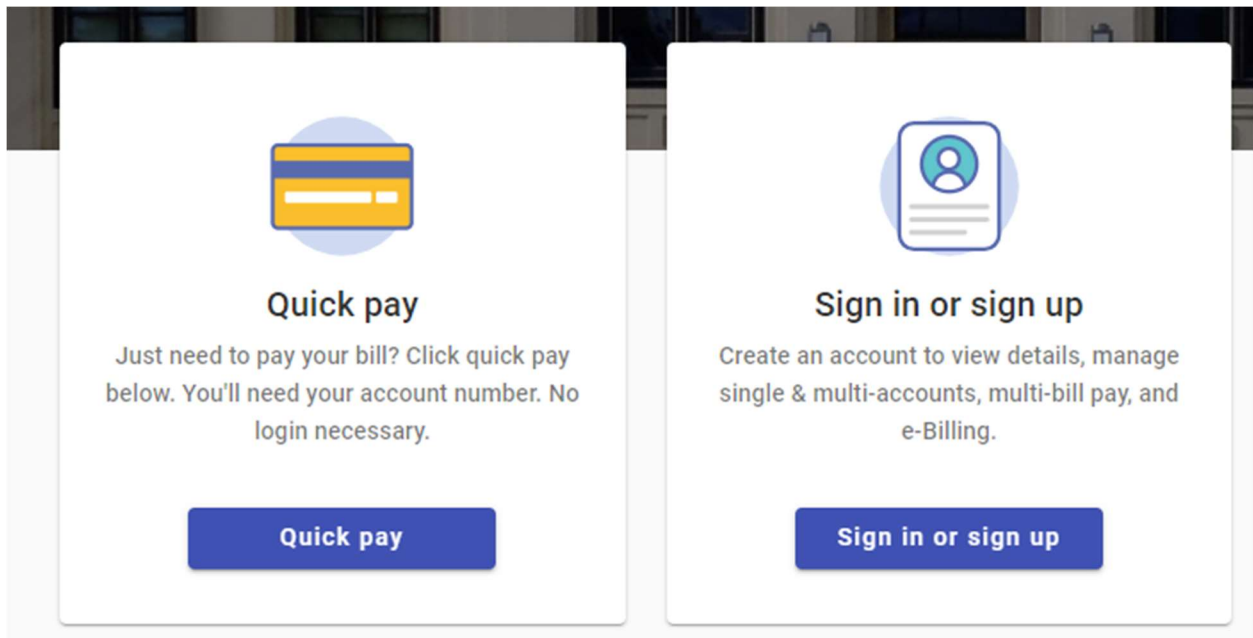 Quick pay
Just need to pay your bill? Click quick pay
below. You'll need your account number. No
login necessary.
Quick pay
Sign in or sign up
Create an account to view details, manage
single & multi-accounts, multi-bill pay, and
e-Billing.
Sign in or sign up